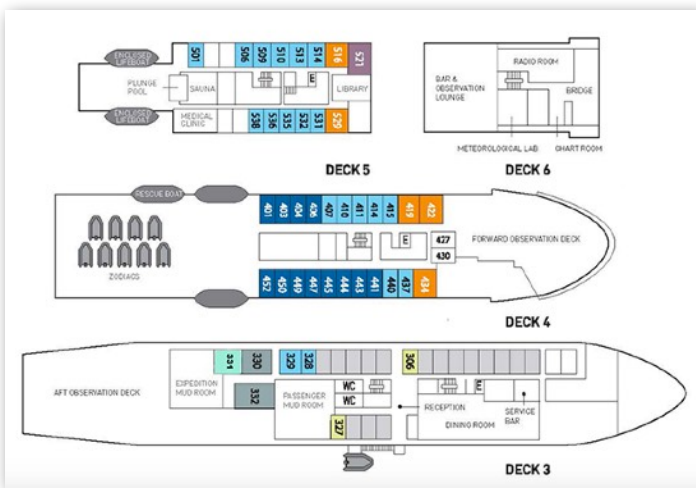 ENCLOSED
LIFEBOAT
501
506
509
510
513
514
516
521
PLUNGE
POOL
SAUNA
E
LIBRARY
ENCLOSED
LIFEBOAT
MEDICAL
CLINIC
538
536
535
532
531
529
DECK 5
RADIO ROOM
BAR &
OBSERVATION
LOUNGE
BRIDGE
METEOROLOGICAL LAB
CHART ROOM
DECK 6
RESCUE BOAT
401
403
404
406
407
410
411
414
415
419
422
ZODIACS
E
427
430
FORWARD OBSERVATION DECK
452
450
449
447
445
444
443
441
440
437
434
DECK 4
331
330
329
328
306
AFT OBSERVATION DECK
EXPEDITION
MUD ROOM
332
PASSENGER
MUD ROOM
WC
WC
E
RECEPTION
SERVICE
BAR
DINING ROOM
327
DECK 3